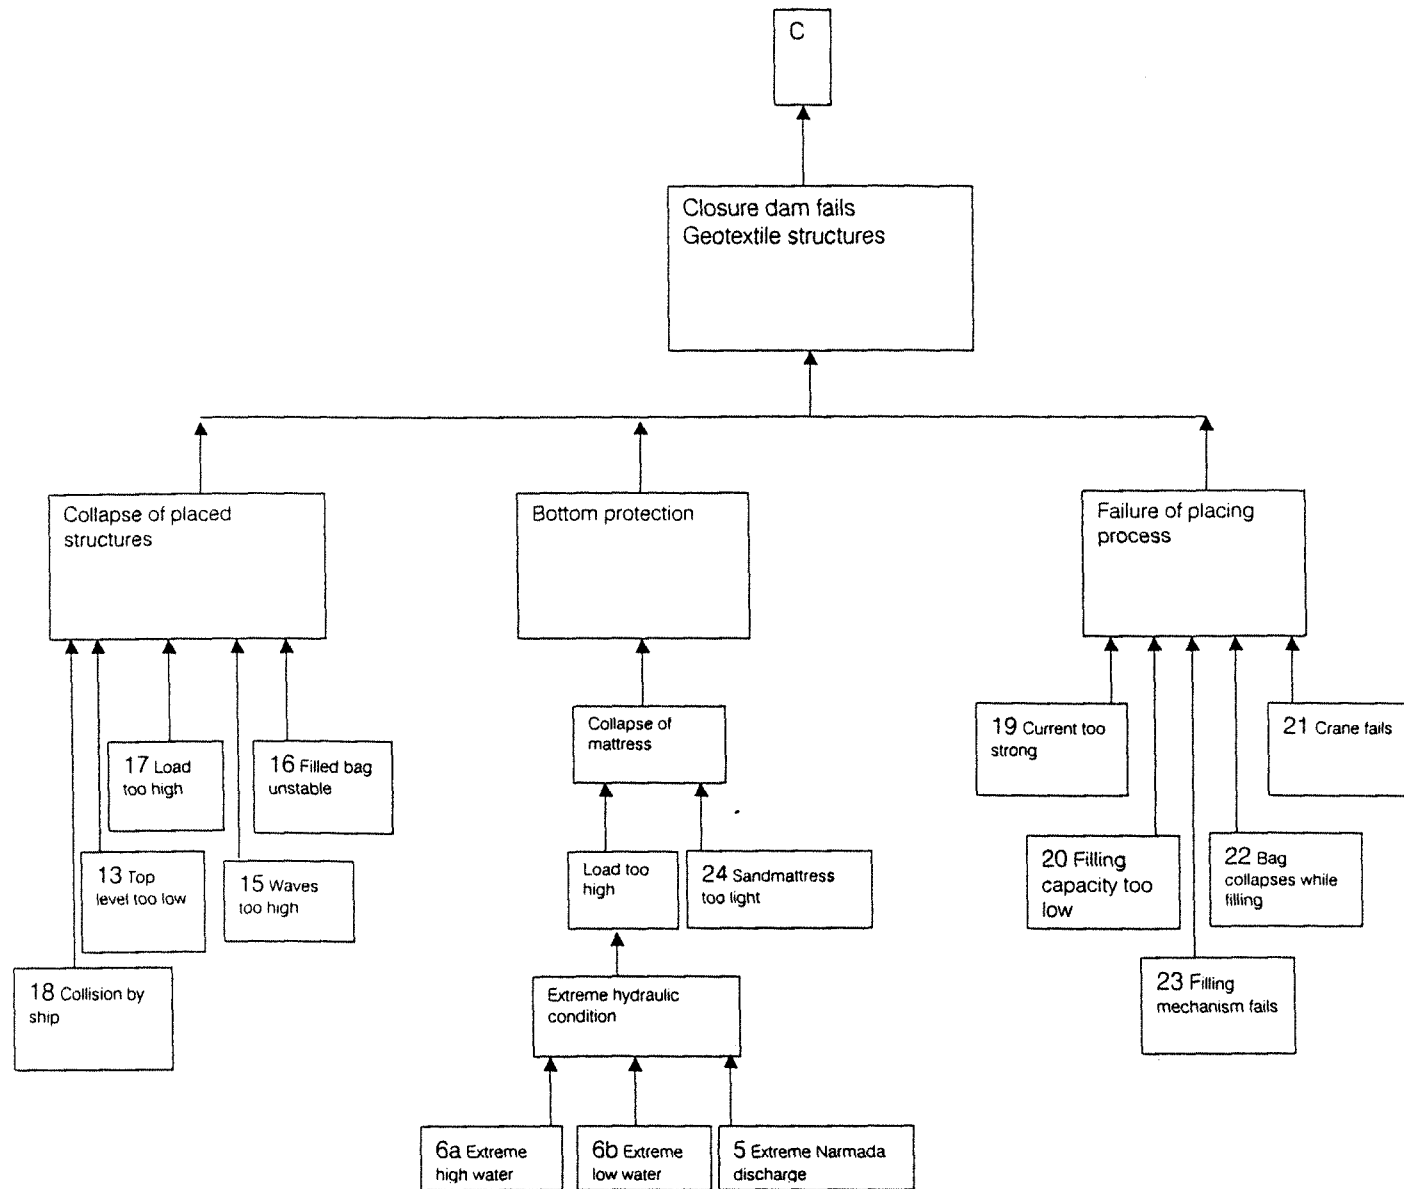 C
Closure dam fails
Geotextile structures
Collapse of placed
structures
Bottom protection
Failure of placing
process
17 Load
too high
16 Filled bag
unstable
Collapse of
mattress
19 Current too
strong
21 Crane fails
13 Top
level too low
15 Waves
too high
Load too
high
24 Sandmattress
too light
20 Filling
capacity too
low
22 Bag
collapses while
filling
18 Collision by
ship
Extreme hydraulic
condition
23 Filling
mechanism fails
6a Extreme
high water
6b Extreme
low water
5 Extreme Narmada
discharge